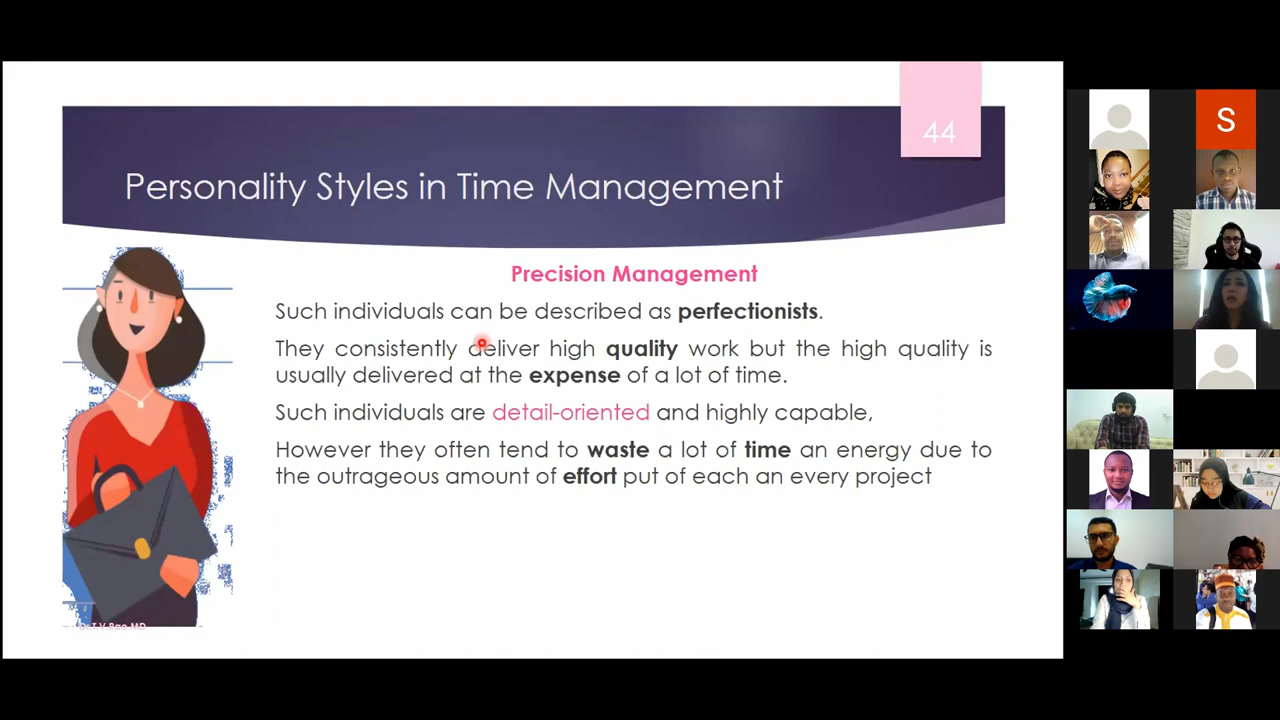 44
Personality Styles in Time Management
Precision Management
Such individuals can be described as perfectionists.
They consistently deliver high quality work but the high quality is
usually delivered at the expense of a lot of time.
Such individuals are detail-oriented and highly capable,
However they often tend to waste a lot of time an energy due to
the outrageous amount of effort put of each an every project
Dr.T.V.Rao MD
S